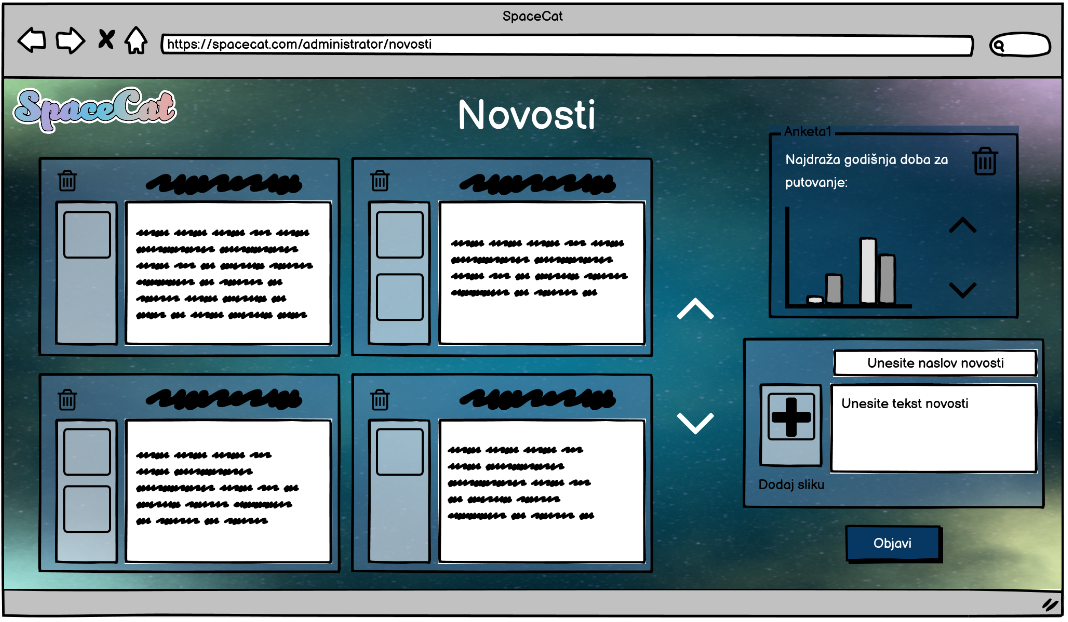 SpaceCat
https://spacecat.com/administrator/novosti
SpaceCat
Novosti
Anketa1
Najdraža godišnja doba za
putovanje:
Unesite naslov novosti
Unesite tekst novosti
Dodaj sliku
Objavi